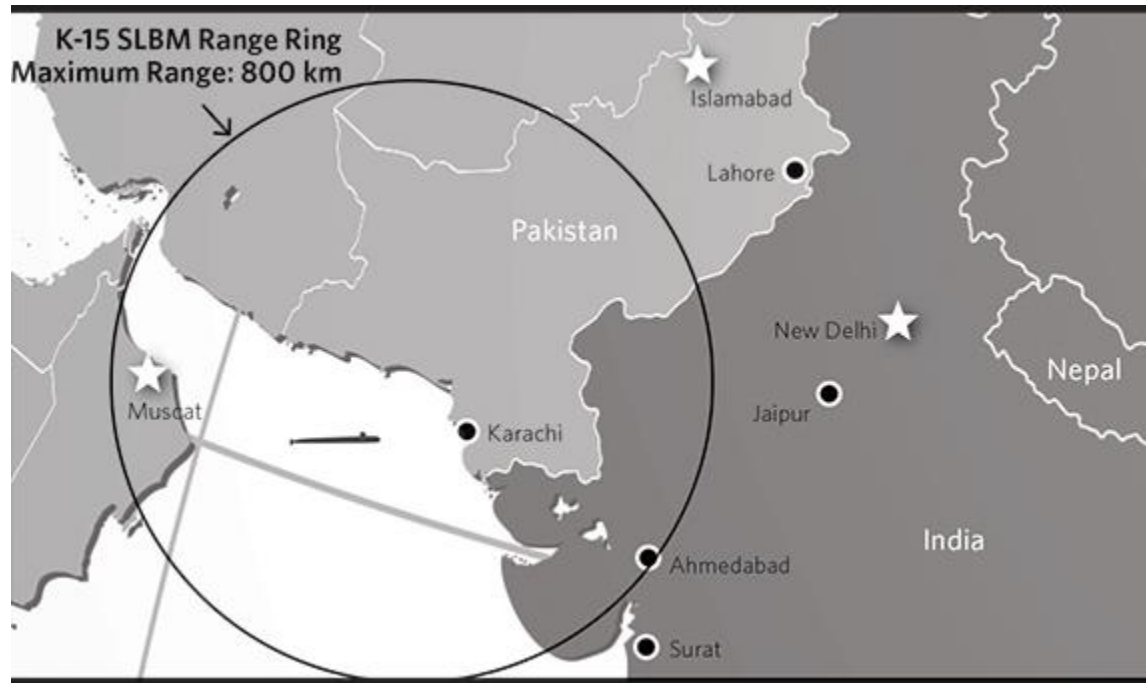 K-15 SLBM Range Ring
Maximum Range: 800 km
Islamabad
Lahore
Pakistan
New Delhi
Nepal
Muscat
Jaipur
Karachi
India
Ahmedabad
Surat